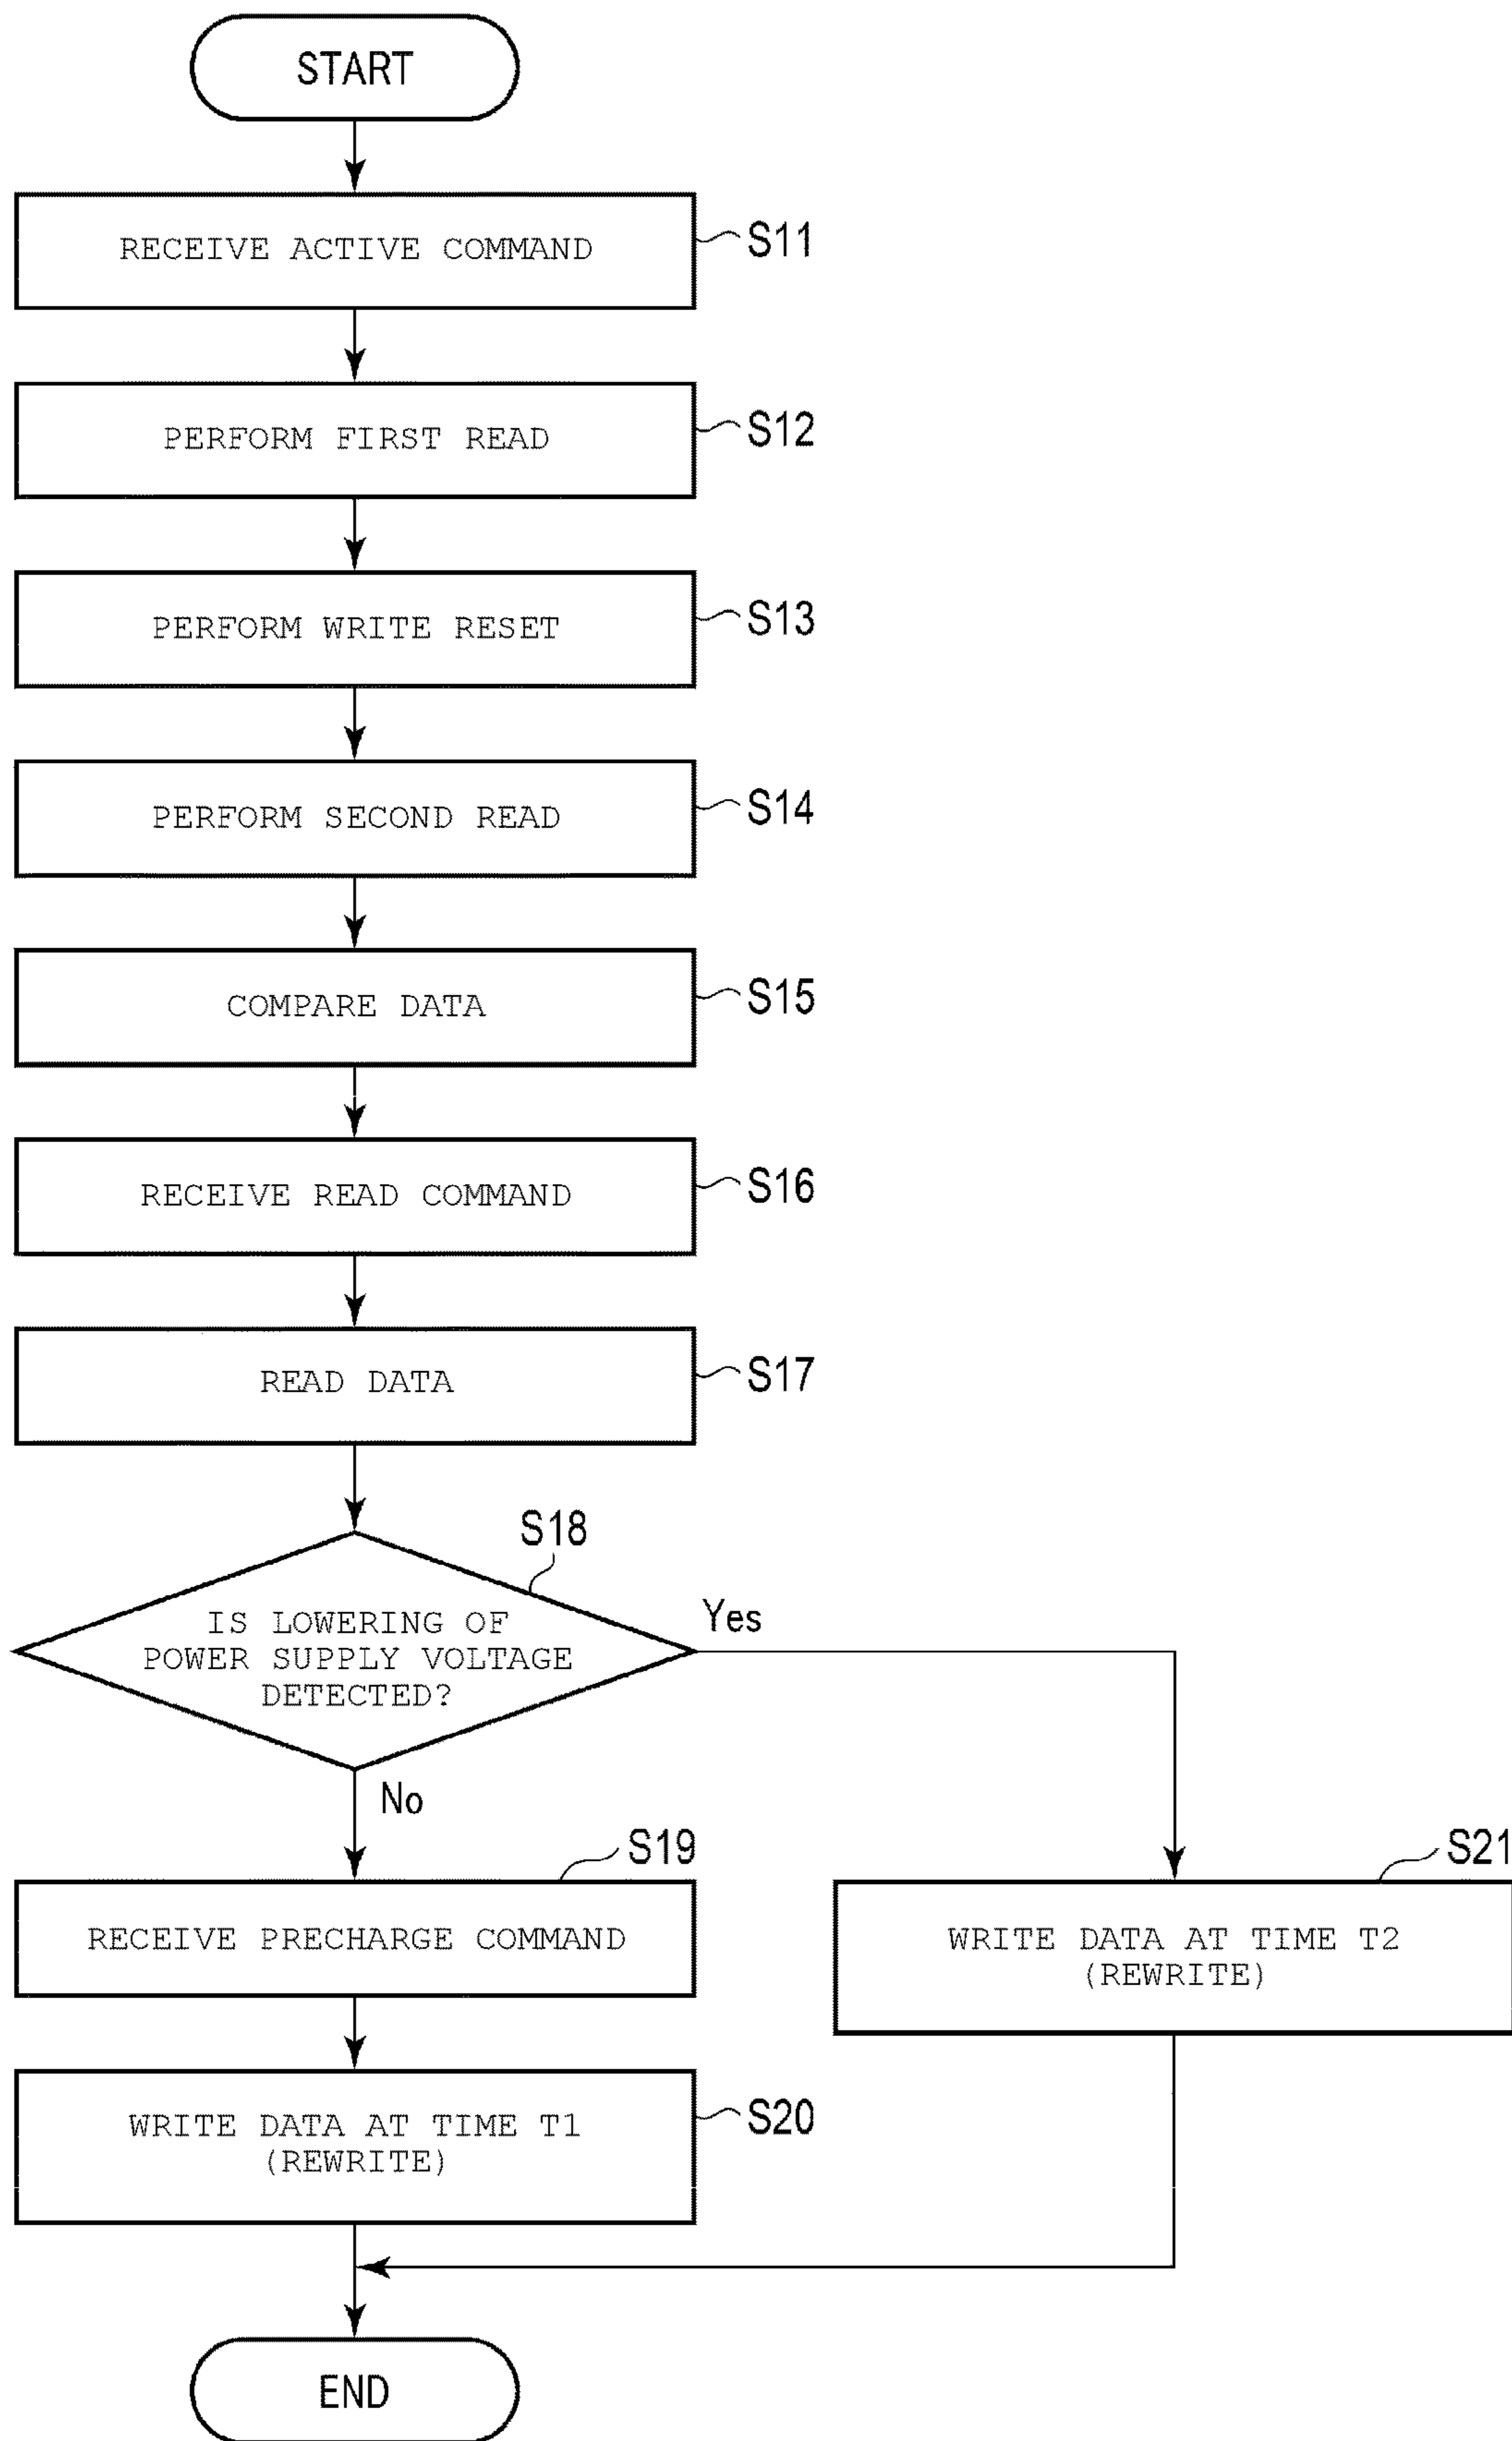 START
RECEIVE ACTIVE COMMAND
S11
PERFORM FIRST READ
S12
PERFORM WRITE RESET
S13
PERFORM SECOND READ
S14
COMPARE DATA
S15
RECEIVE READ COMMAND
S16
READ DATA
S17
S18
IS LOWERING OF
POWER SUPPLY VOLTAGE
DETECTED?
Yes
No
S19
RECEIVE PRECHARGE COMMAND
S21
WRITE DATA AT TIME T2
(REWRITE)
WRITE DATA AT TIME T1
(REWRITE)
S20
END